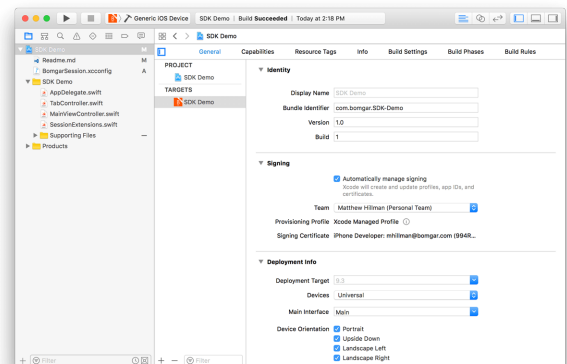 Generic iOS Device
SDK Demo | Build Succeeded | Today at 2:18 PM
SDK Demo
SDK Demo M
Readme.md M
BomgarSession.xcconfig A
SDK Demo
AppDelegate.swift
TabController.swift
MainViewController.swift
SessionExtensions.swift
Supporting Files
Products
Filter
General Capabilities Resource Tags Info Build Settings Build Phases Build Rules
PROJECT
SDK Demo
TARGETS
SDK Demo
Filter
Identity
Display Name SDK Demo
Bundle Identifier com.bomgar.SDK-Demo
Version 1.0
Build 1
Signing
Automatically manage signing
Xcode will create and update profiles, app IDs, and
certificates.
Team Matthew Hillman (Personal Team)
Provisioning Profile Xcode Managed Profile
Signing Certificate iPhone Developer: mhillman@bomgar.com (994R...
Deployment Info
Deployment Target 9.3
Devices Universal
Main Interface Main
Device Orientation Portrait
Upside Down
Landscape Left
Landscape Right